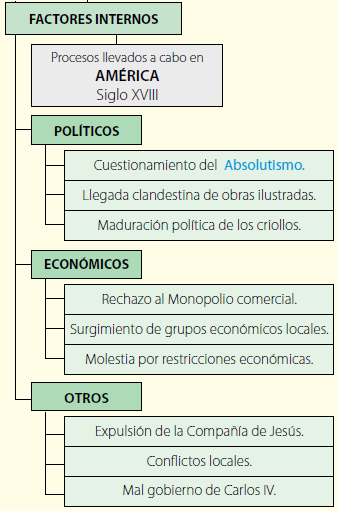 FACTORES INTERNOS
Procesos llevados a cabo en
AMÉRICA
Siglo XVIII
POLÍTICOS
Cuestionamiento del Absolutismo.
Llegada clandestina de obras ilustradas.
Maduración política de los criollos.
ECONÓMICOS
Rechazo al Monopolio comercial.
Surgimiento de grupos económicos locales.
Molestia por restricciones económicas.
OTROS
Expulsión de la Compañía de Jesús.
Conflictos locales.
Mal gobierno de Carlos IV.